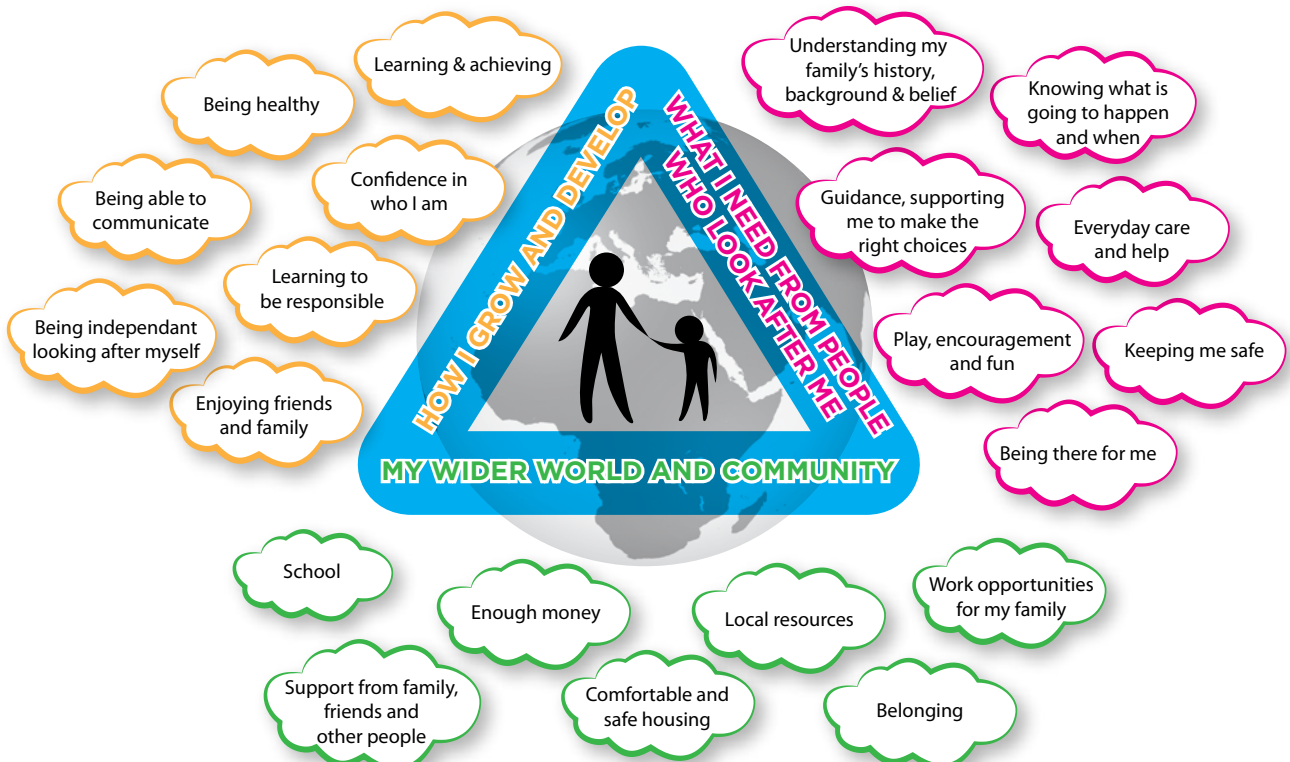 Learning & achieving
Being healthy
Confidence in
who I am
Being able to
communicate
Learning to
be responsible
Being independant
looking after myself
Enjoying friends
and family
HOW I GROW AND DEVELOP
WHAT I NEED FROM PEOPLE
WHO LOOK AFTER ME
MY WIDER WORLD AND COMMUNITY
Understanding my
family's history,
background & belief
Knowing what is
going to happen
and when
Guidance, supporting
me to make the
right choices
Everyday care
and help
Play, encouragement
and fun
Keeping me safe
Being there for me
School
Enough money
Local resources
Work opportunities
for my family
Support from family,
friends and
other people
Comfortable and
safe housing
Belonging